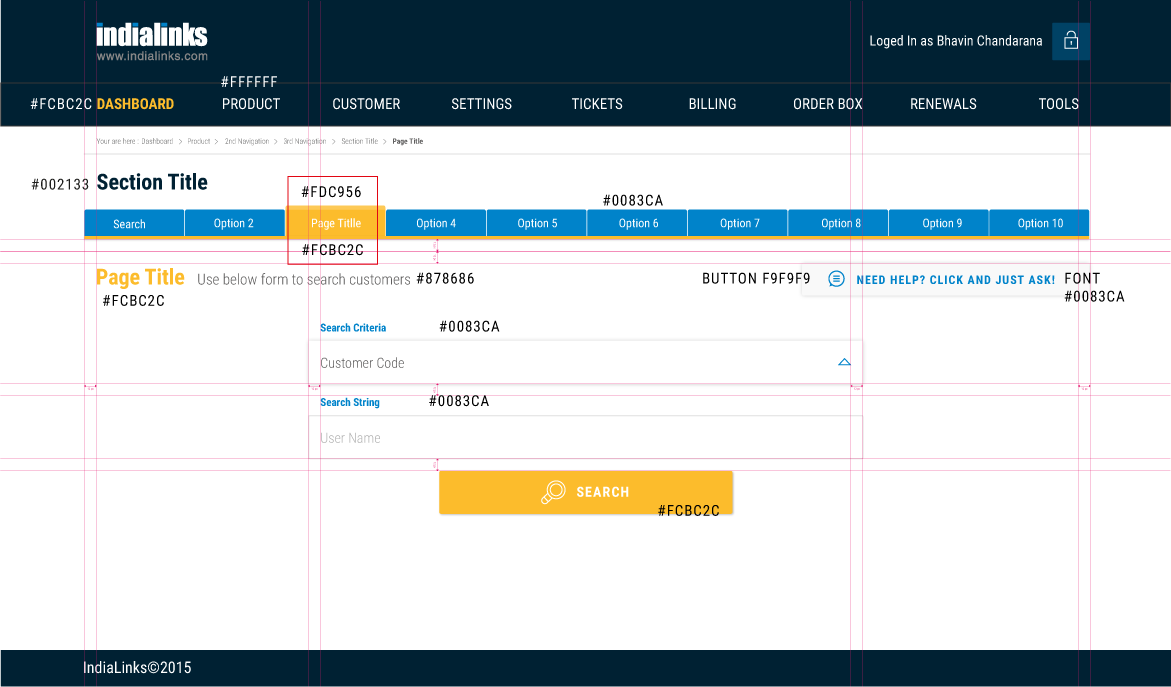 indialinks
www.indialinks.com
Loged In as Bhavin Chandarana
#FFFFFF
#FCBC2C DASHBOARD PRODUCT CUSTOMER SETTINGS TICKETS BILLING ORDER BOX RENEWALS TOOLS
Your are here : Dashboard > Product > 2nd Navigation > 3rd Navigation > Section Title > Page Title
#002133 Section Title
#FDC956
#0083CA
Search Option 2 Page Titlle Option 4 Option 5 Option 6 Option 7 Option 8 Option 9 Option 10
#FCBC2C
Page Title Use below form to search customers #878686 BUTTON F9F9F9 NEED HELP? CLICK AND JUST ASK! FONT
#0083CA
#FCBC2C
Search Criteria #0083CA
Customer Code
Search String #0083CA
User Name
SEARCH
#FCBC2C
IndiaLinks©2015